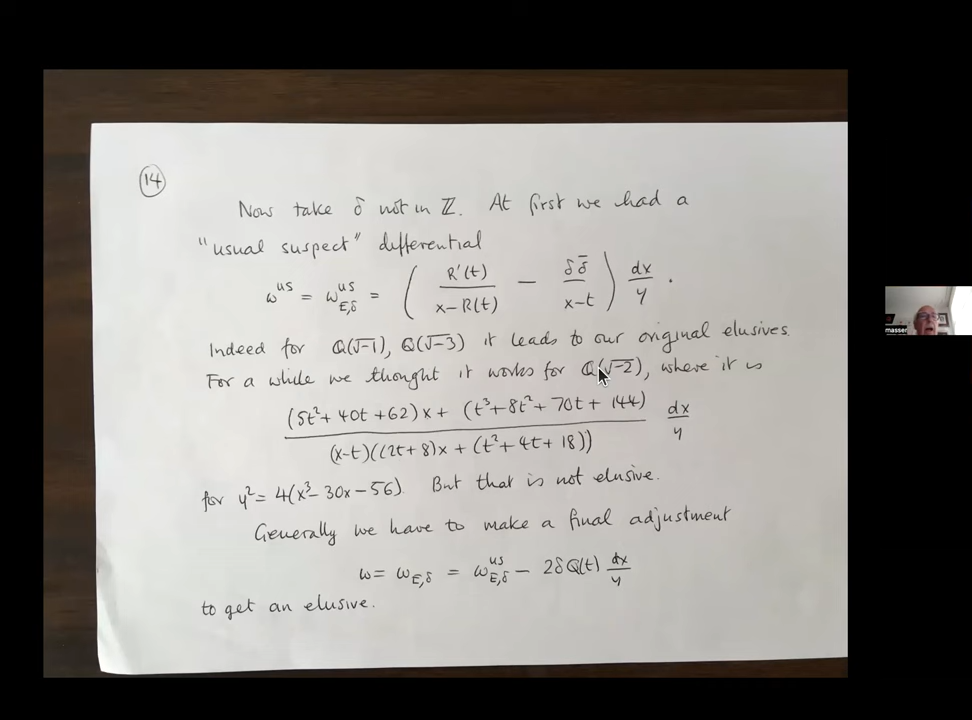 14
Now take δ not in ℤ. At first we had a
"usual suspect" differential
ω^{us} = ω^{us}_{E,δ} = ( R'(t) / (x−R(t)) − δδ̄ / (x−t) ) dx/y .
Indeed for ℚ(√−1), ℚ(√−3) it leads to our original elusives.
For a while we thought it works for ℚ(√−2), where it is
((5t²+40t+62)x + (t³+8t²+70t+144)) / ((x−t)((2t+8)x + (t²+4t+18))) dx/y
for y² = 4(x³−30x−56). But that is not elusive.
Generally we have to make a final adjustment
ω = ω_{E,δ} = ω^{us}_{E,δ} − 2δQ(t) dx/y
to get an elusive.
masser